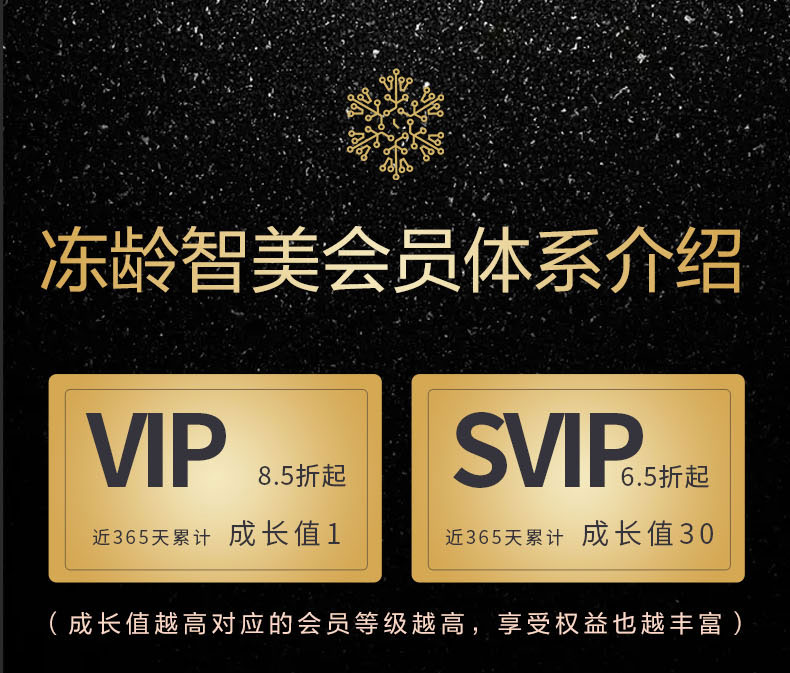 冻龄智美会员体系介绍
VIP
8.5折起
近365天累计 成长值1
SVIP
6.5折起
近365天累计 成长值30
（成长值越高对应的会员等级越高，享受权益也越丰富）